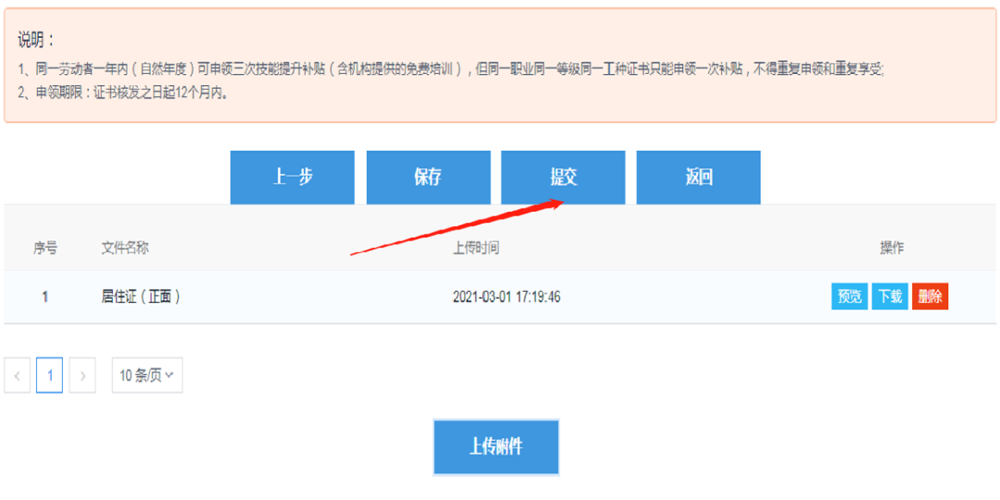 说明：
1、同一劳动者一年内（自然年度）可申领三次技能提升补贴（含机构提供的免费培训），但同一职业同一等级同一工种证书只能申领一次补贴，不得重复申领和重复享受;
2、申领期限：证书核发之日起12个月内。
上一步 保存 提交 返回
序号 文件名称 上传时间 操作
1 居住证（正面） 2021-03-01 17:19:46 预览 下载 删除
< 1 > 10 条/页
上传附件